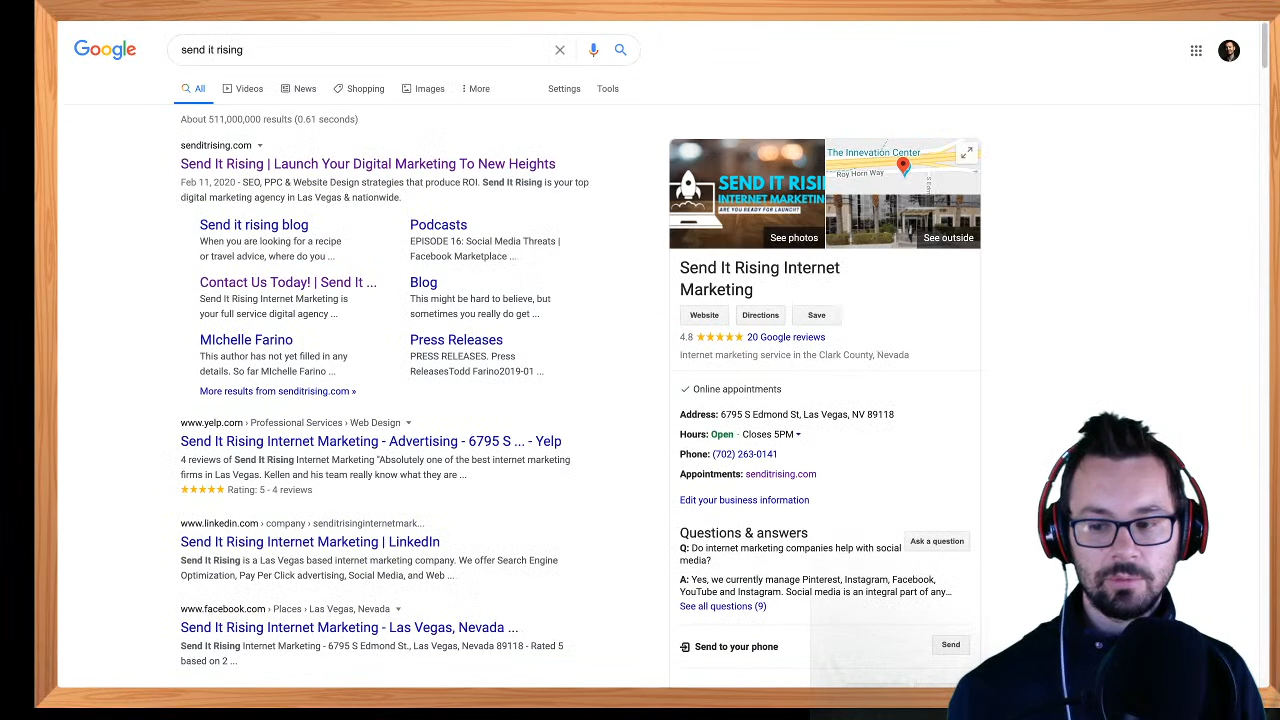 Google
send it rising
All
Videos
News
Shopping
Images
More
Settings
Tools
About 511,000,000 results (0.61 seconds)
senditrising.com
Send It Rising | Launch Your Digital Marketing To New Heights
Feb 11, 2020 - SEO, PPC & Website Design strategies that produce ROI. Send It Rising is your top
digital marketing agency in Las Vegas & nationwide.
Send it rising blog
When you are looking for a recipe
or travel advice, where do you ...
Podcasts
EPISODE 16: Social Media Threats |
Facebook Marketplace ...
Contact Us Today! | Send It ...
Send It Rising Internet Marketing is
your full service digital agency ...
Blog
This might be hard to believe, but
sometimes you really do get ...
MIchelle Farino
This author has not yet filled in any
details. So far MIchelle Farino ...
Press Releases
PRESS RELEASES. Press
ReleasesTodd Farino2019-01 ...
More results from senditrising.com »
www.yelp.com › Professional Services › Web Design
Send It Rising Internet Marketing - Advertising - 6795 S ... - Yelp
4 reviews of Send It Rising Internet Marketing "Absolutely one of the best internet marketing
firms in Las Vegas. Kellen and his team really know what they are ...
Rating: 5 - 4 reviews
www.linkedin.com › company › senditrisinginternetmark...
Send It Rising Internet Marketing | LinkedIn
Send It Rising is a Las Vegas based internet marketing company. We offer Search Engine
Optimization, Pay Per Click advertising, Social Media, and Web ...
www.facebook.com › Places › Las Vegas, Nevada
Send It Rising Internet Marketing - Las Vegas, Nevada ...
Send It Rising Internet Marketing - 6795 S Edmond St., Las Vegas, Nevada 89118 - Rated 5
based on 2 ...
SEND IT RISI
INTERNET MARKETIN
ARE YOU READY FOR LAUNCH?
See photos
The Innevation Center
Roy Horn Way
See outside
Send It Rising Internet
Marketing
Website
Directions
Save
4.8
20 Google reviews
Internet marketing service in the Clark County, Nevada
Online appointments
Address: 6795 S Edmond St, Las Vegas, NV 89118
Hours: Open · Closes 5PM
Phone: (702) 263-0141
Appointments: senditrising.com
Edit your business information
Questions & answers
Ask a question
Q: Do internet marketing companies help with social
media?
A: Yes, we currently manage Pinterest, Instagram, Facebook,
YouTube and Instagram. Social media is an integral part of any...
See all questions (9)
Send to your phone
Send